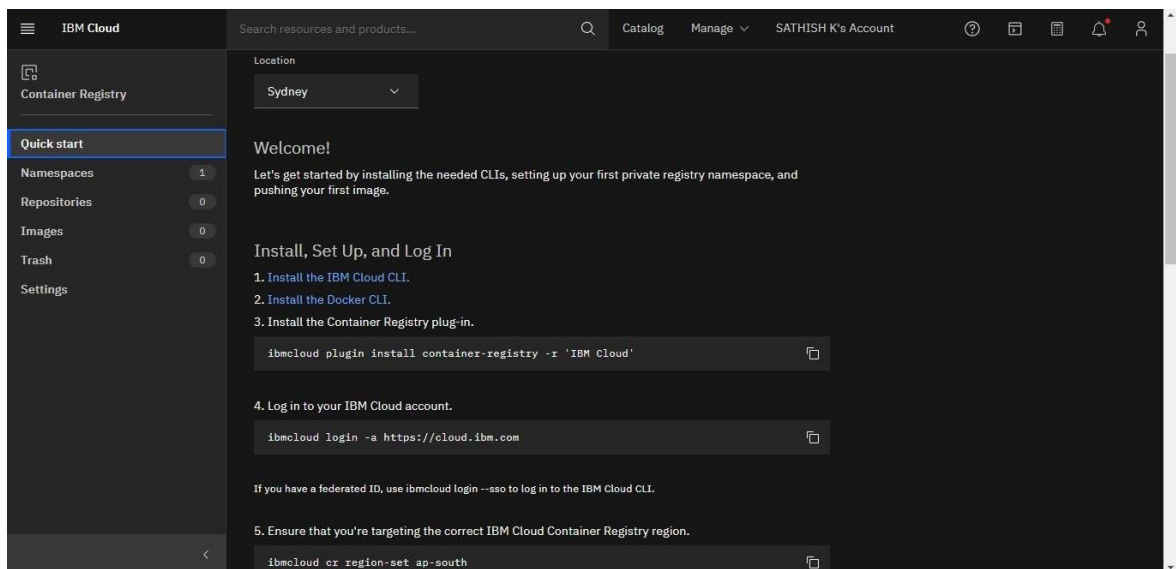 IBM Cloud
Search resources and products...
Catalog
Manage
SATHISH K's Account
Container Registry
Quick start
Namespaces 1
Repositories 0
Images 0
Trash 0
Settings
Location
Sydney
Welcome!
Let's get started by installing the needed CLIs, setting up your first private registry namespace, and
pushing your first image.
Install, Set Up, and Log In
1. Install the IBM Cloud CLI.
2. Install the Docker CLI.
3. Install the Container Registry plug-in.
ibmcloud plugin install container-registry -r 'IBM Cloud'
4. Log in to your IBM Cloud account.
ibmcloud login -a https://cloud.ibm.com
If you have a federated ID, use ibmcloud login --sso to log in to the IBM Cloud CLI.
5. Ensure that you're targeting the correct IBM Cloud Container Registry region.
ibmcloud cr region-set ap-south